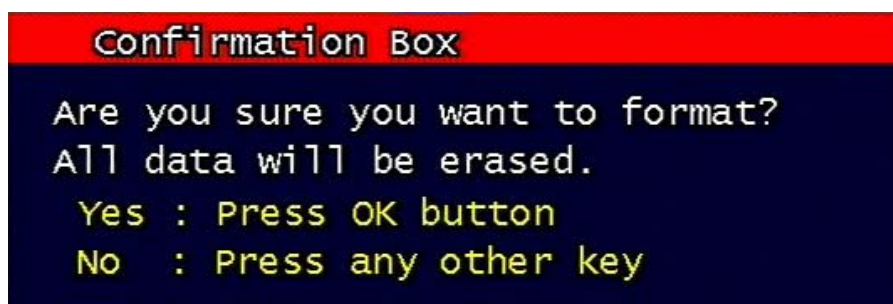 Confirmation Box
Are you sure you want to format?
All data will be erased.
Yes : Press OK button
No : Press any other key